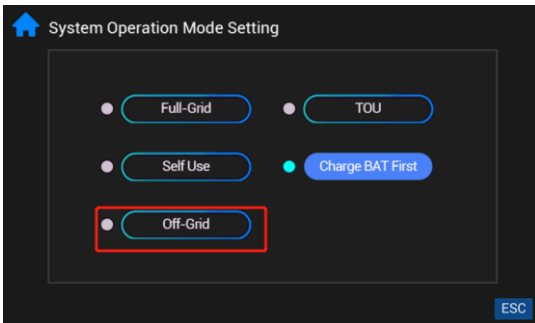 System Operation Mode Setting
Full-Grid
TOU
Self Use
Charge BAT First
Off-Grid
ESC